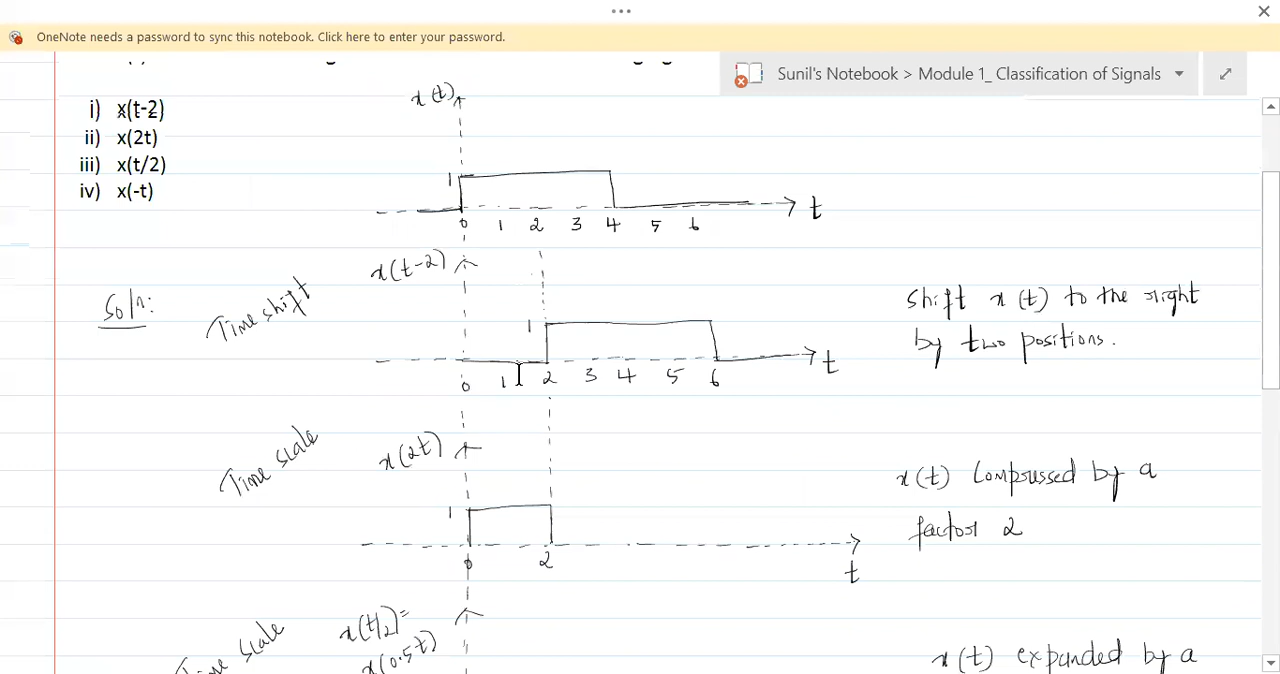 OneNote needs a password to sync this notebook. Click here to enter your password.
Sunil's Notebook > Module 1_ Classification of Signals
i) x(t-2)
ii) x(2t)
iii) x(t/2)
iv) x(-t)
x(t)
1
0 1 2 3 4 5 6
t
Soln:
Time shift
x(t-2)
1
0 1 2 3 4 5 6
t
shift x(t) to the right
by two positions.
Time scale
x(2t)
1
0 2
t
x(t) Compressed by a
factor 2
Time scale
x(t/2)=
x(0.5t)
x(t) expanded by a